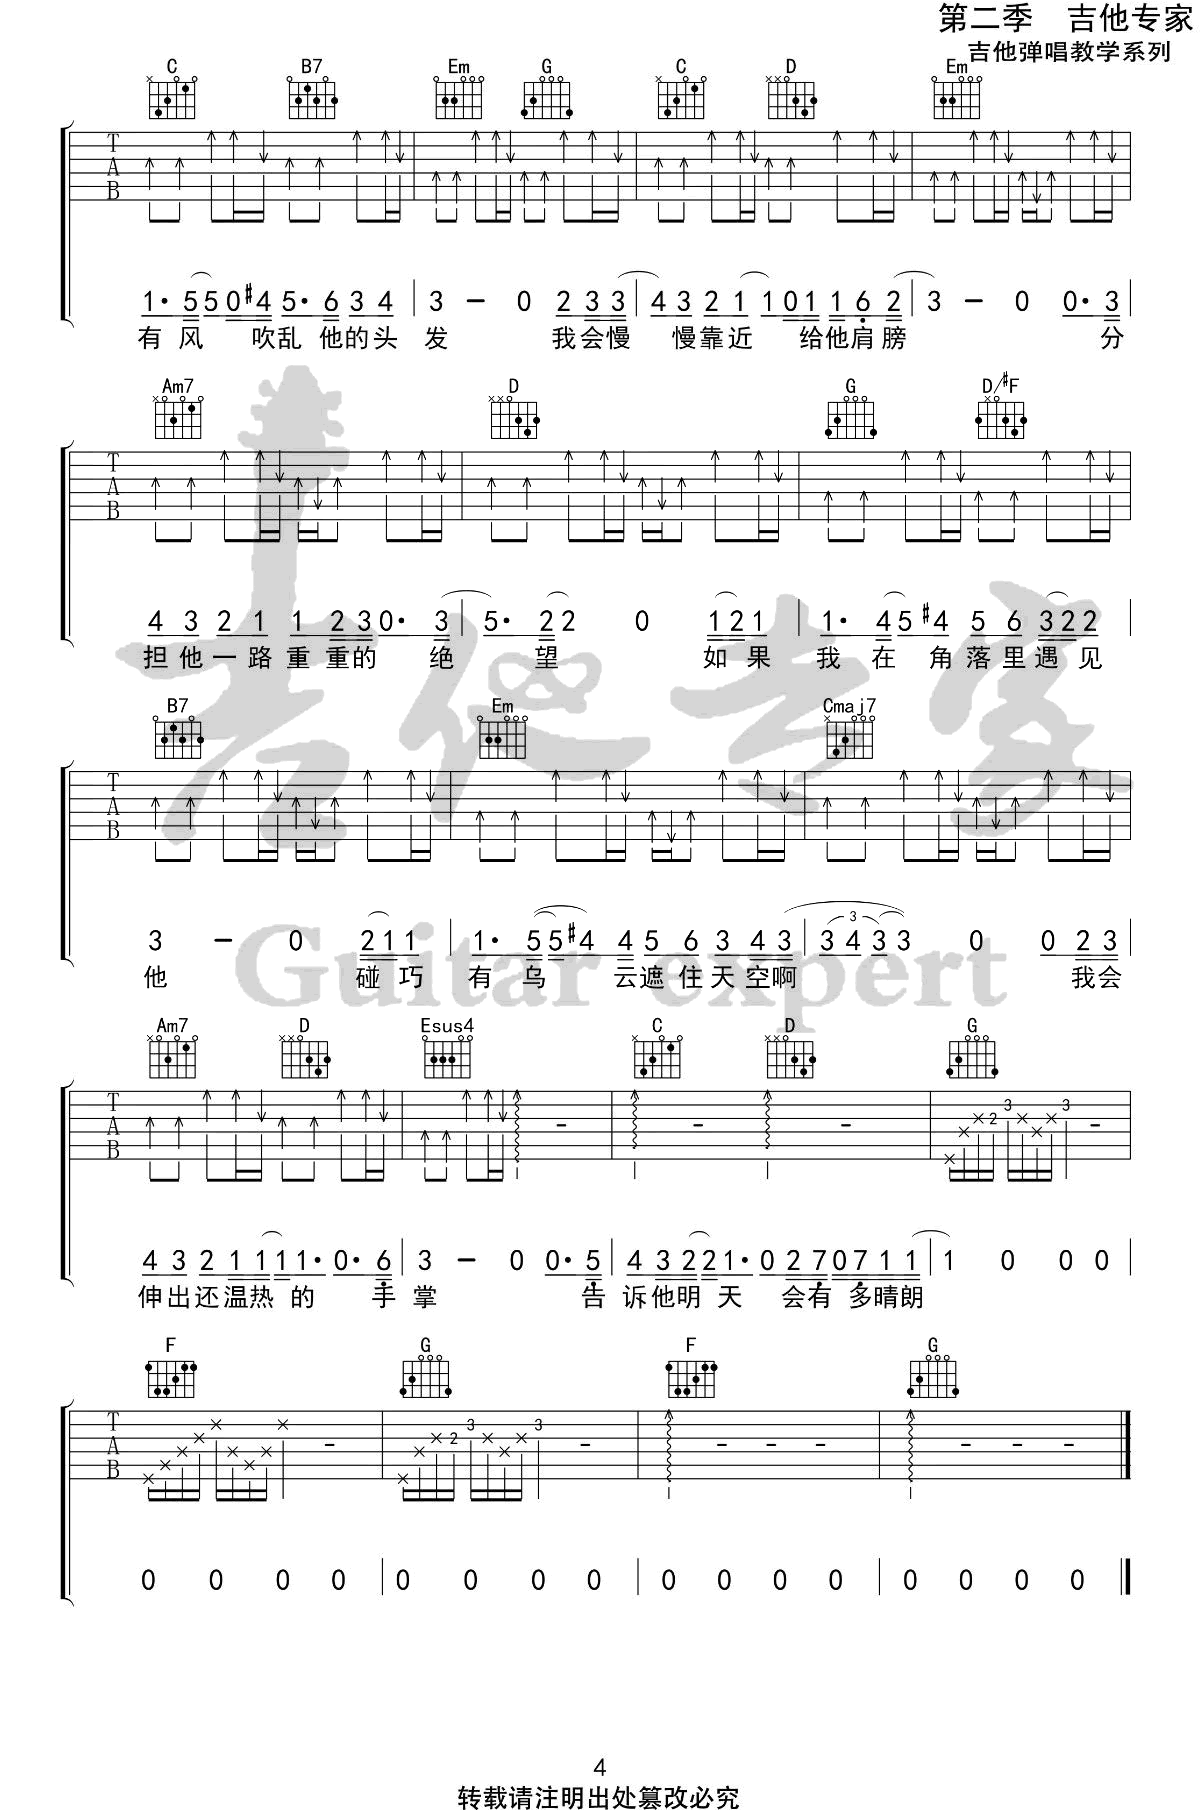 第二季 吉他专家
吉他弹唱教学系列
C B7 Em G C D Em
T
A
B
1· 5 5 0 #4 5· 6 3 4 3 - 0 2 3 3 4 3 2 1 1 0 1 1 6 2 3 - 0 0· 3
有 风 吹乱 他的头 发 我会慢 慢靠近 给他肩膀 分
Am7 D G D/#F
T
A
B
4 3 2 1 1 2 3 0· 3 5· 2 2 0 1 2 1 1· 4 5 #4 5 6 3 2 2
担他一路重重的 绝 望 如果 我在角落里遇见
B7 Em Cmaj7
T
A
B
3 - 0 2 1 1 1· 5 5 #4 4 5 6 3 4 3 3 4 3 3 0 0 2 3
3
他 碰巧 有乌 云遮住天空啊 我会
Guitar expert
Am7 D Esus4 C D G
T
A
B
2 3 3
- - - -
4 3 2 1 1 1 1· 0· 6 3 - 0 0· 5 4 3 2 2 1· 0 2 7 0 7 1 1 1 0 0 0
伸出还温热 的 手 掌 告 诉他明 天 会有 多晴朗
F G F G
T
A
B
- 2 3 3 - - - - - - -
0 0 0 0 0 0 0 0 0 0 0 0 0 0 0 0
4
转载请注明出处篡改必究
吉他专家